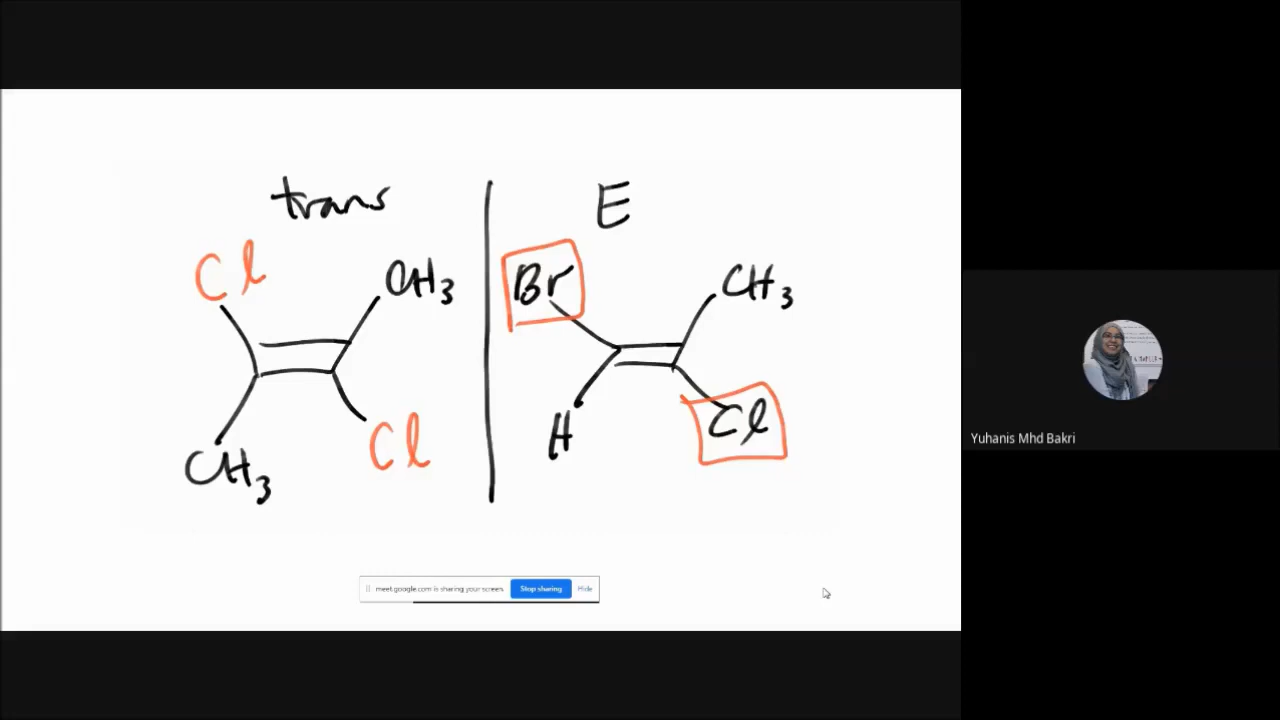 trans
Cl
CH3
CH3
Cl
E
Br
CH3
H
Cl
meet.google.com is sharing your screen. Stop sharing Hide
Yuhanis Mhd Bakri